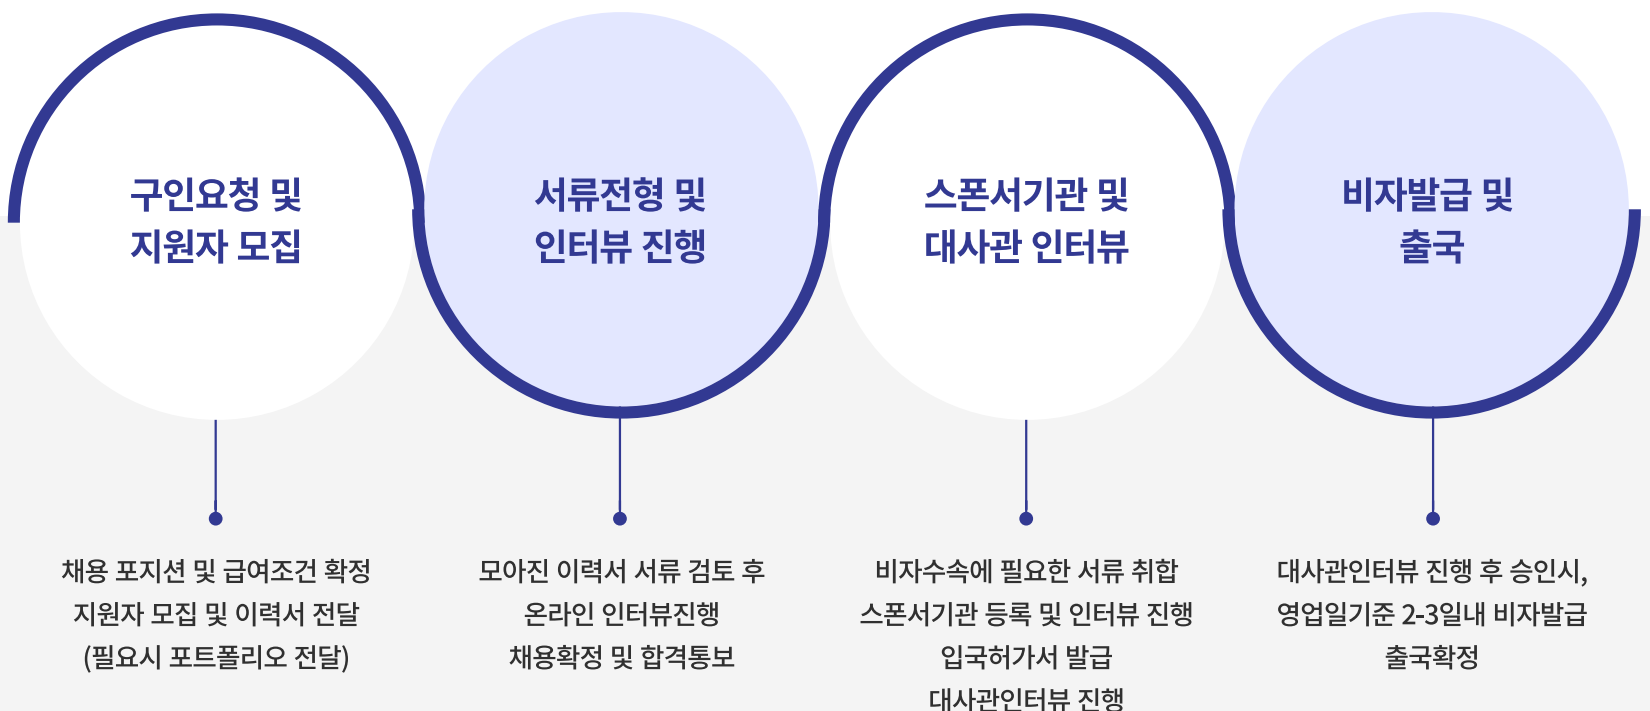 구인요청 및
지원자 모집
서류전형 및
인터뷰 진행
스폰서기관 및
대사관 인터뷰
비자발급 및
출국
채용 포지션 및 급여조건 확정
지원자 모집 및 이력서 전달
(필요시 포트폴리오 전달)
모아진 이력서 서류 검토 후
온라인 인터뷰진행
채용확정 및 합격통보
비자수속에 필요한 서류 취합
스폰서기관 등록 및 인터뷰 진행
입국허가서 발급
대사관인터뷰 진행
대사관인터뷰 진행 후 승인시,
영업일기준 2-3일내 비자발급
출국확정